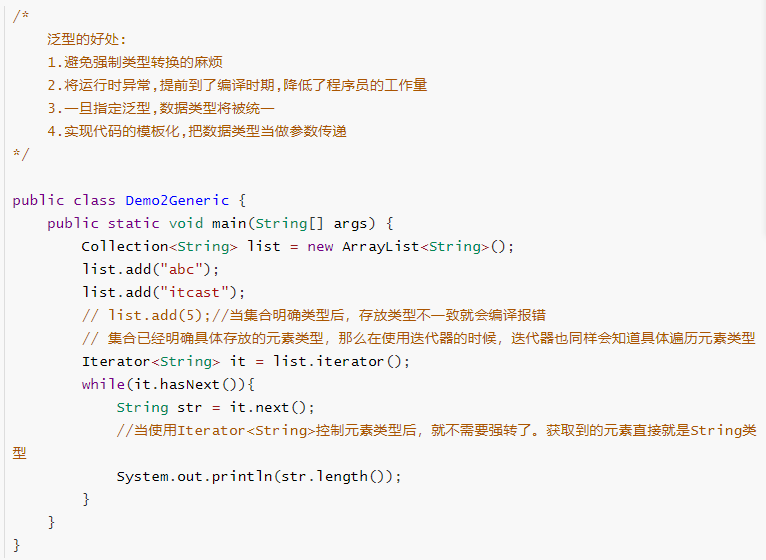 /*
    泛型的好处:
    1.避免强制类型转换的麻烦
    2.将运行时异常,提前到了编译时期,降低了程序员的工作量
    3.一旦指定泛型,数据类型将被统一
    4.实现代码的模板化,把数据类型当做参数传递
*/

public class Demo2Generic {
    public static void main(String[] args) {
        Collection<String> list = new ArrayList<String>();
        list.add("abc");
        list.add("itcast");
        // list.add(5);//当集合明确类型后，存放类型不一致就会编译报错
        // 集合已经明确具体存放的元素类型，那么在使用迭代器的时候，迭代器也同样会知道具体遍历元素类型
        Iterator<String> it = list.iterator();
        while(it.hasNext()){
            String str = it.next();
            //当使用Iterator<String>控制元素类型后，就不需要强转了。获取到的元素直接就是String类
型
            System.out.println(str.length());
        }
    }
}